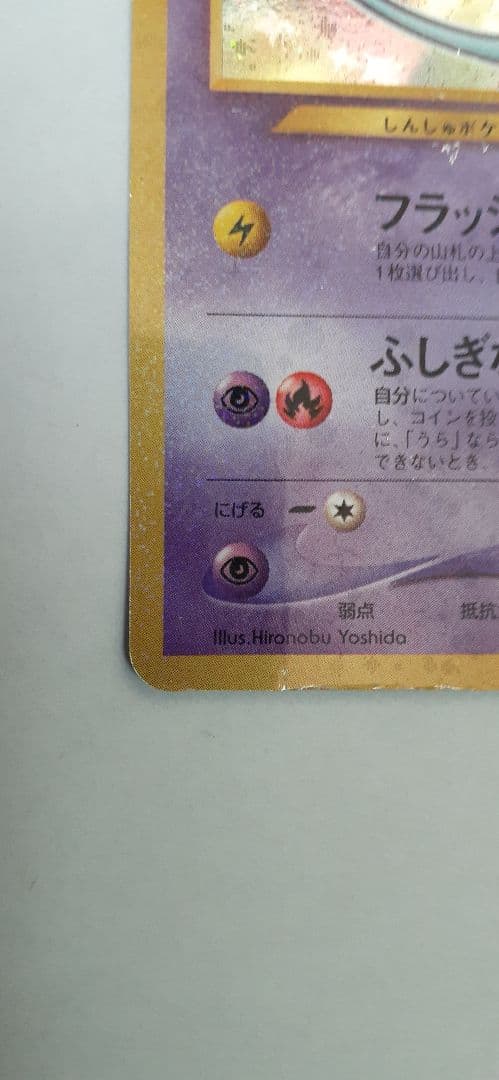 しんしゅポケ
フラッシ
自分の山札の上
1枚選び出し、
ふしぎな
自分についてい
し、コインを投
に、「うら」なら
できないとき、
にげる
弱点 抵抗
Illus.Hironobu Yoshida